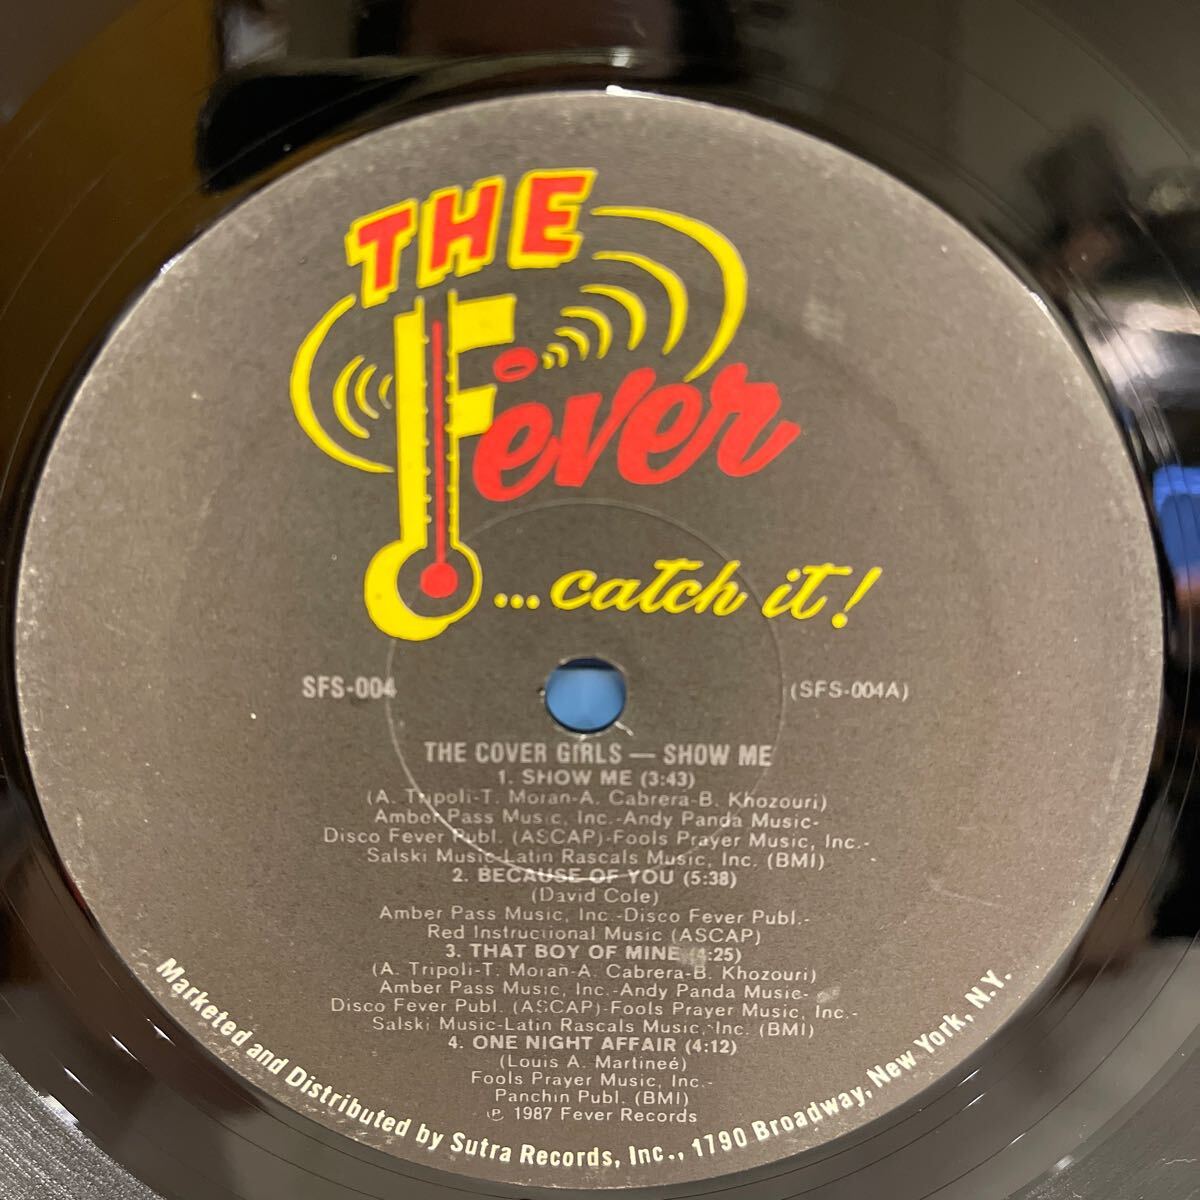 THE
Fever
...catch it!
SFS-004
(SFS-004A)
THE COVER GIRLS — SHOW ME
1. SHOW ME (3:43)
(A. Tripoli-T. Moran-A. Cabrera-B. Khozouri)
Amber Pass Music, Inc.-Andy Panda Music-
Disco Fever Publ. (ASCAP)-Fools Prayer Music, Inc.-
Salski Music-Latin Rascals Music, Inc. (BMI)
2. BECAUSE OF YOU (5:38)
(David Cole)
Amber Pass Music, Inc.-Disco Fever Publ.-
Red Instructional Music (ASCAP)
3. THAT BOY OF MINE (4:25)
(A. Tripoli-T. Moran-A. Cabrera-B. Khozouri)
Amber Pass Music, Inc.-Andy Panda Music-
Disco Fever Publ. (ASCAP)-Fools Prayer Music, Inc.-
Salski Music-Latin Rascals Music, Inc. (BMI)
4. ONE NIGHT AFFAIR (4:12)
(Louis A. Martineé)
Fools Prayer Music, Inc.-
Panchin Publ. (BMI)
℗ 1987 Fever Records
Marketed and Distributed by Sutra Records, Inc., 1790 Broadway, New York, N.Y.